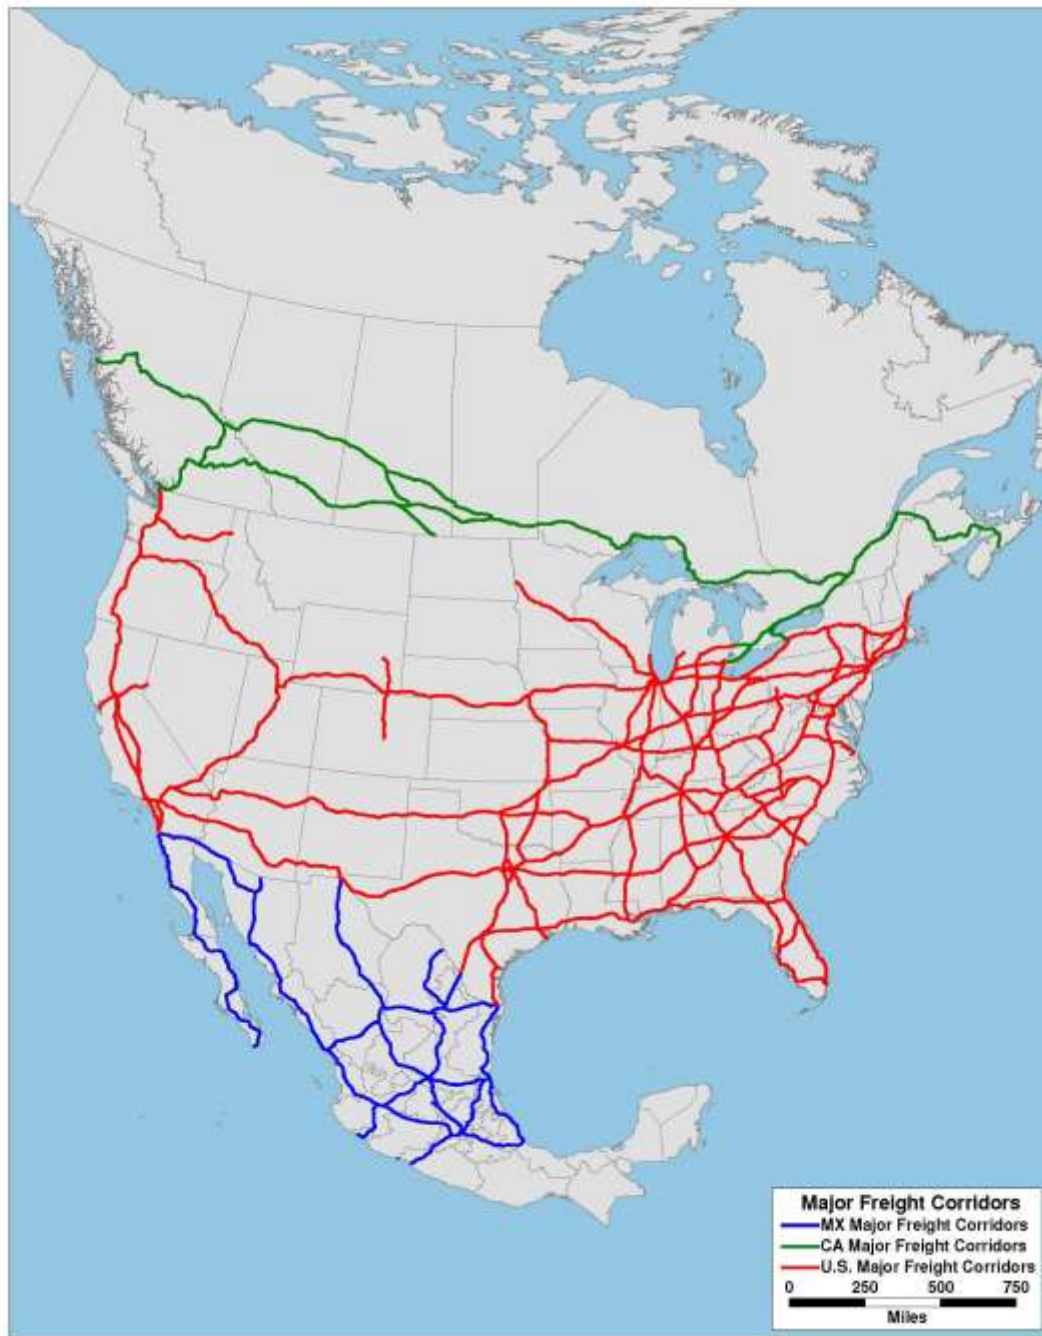 Major Freight Corridors
MX Major Freight Corridors
CA Major Freight Corridors
U.S. Major Freight Corridors
0 250 500 750
Miles